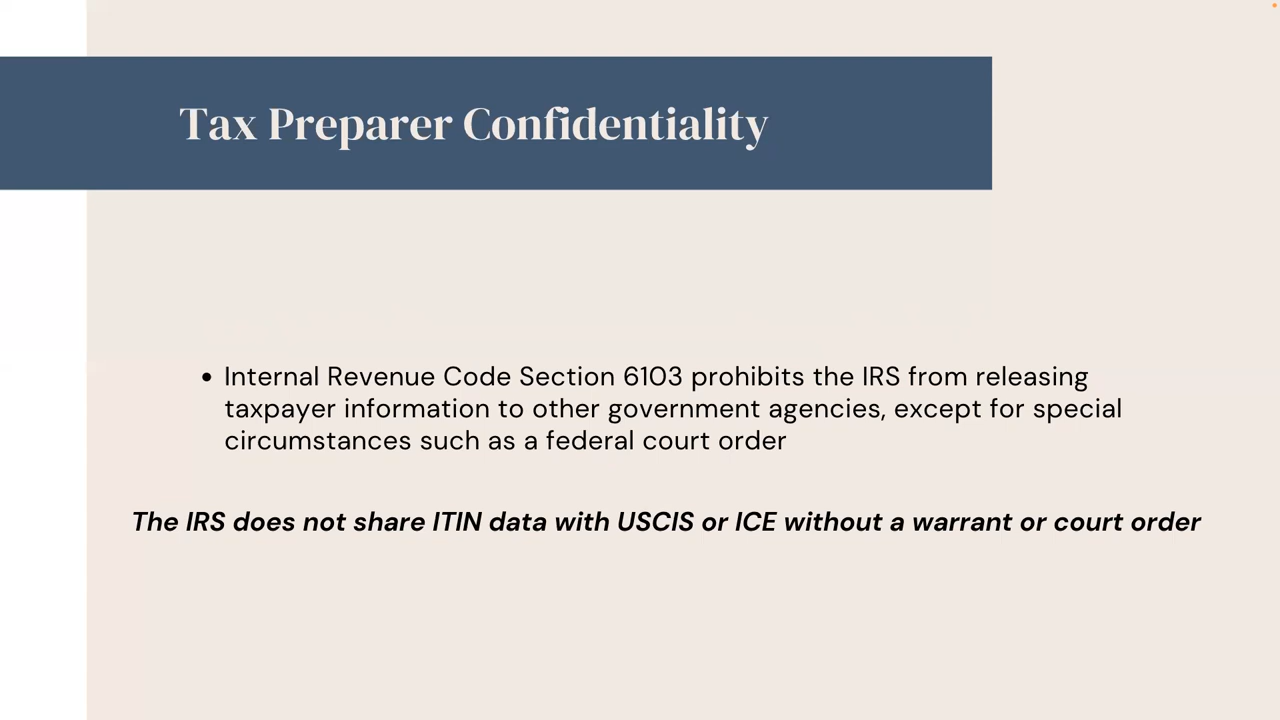 Tax Preparer Confidentiality
• Internal Revenue Code Section 6103 prohibits the IRS from releasing
taxpayer information to other government agencies, except for special
circumstances such as a federal court order
The IRS does not share ITIN data with USCIS or ICE without a warrant or court order